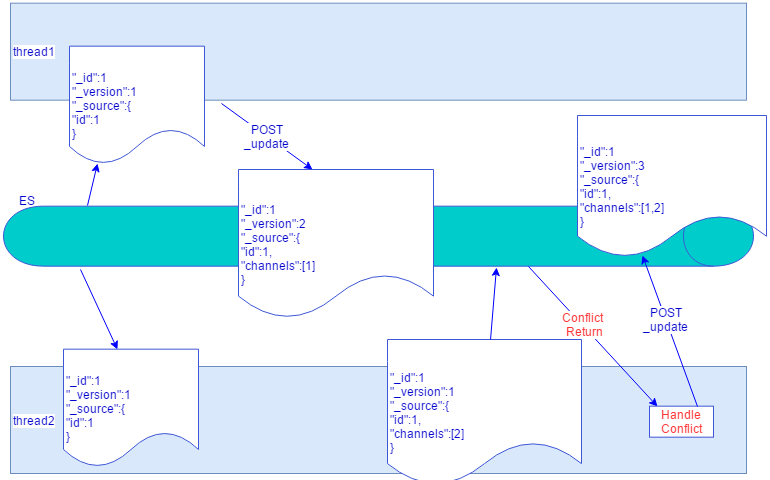 thread1
"_id":1
"_version":1
"_source":{
"id":1
}
POST
_update
ES
"_id":1
"_version":2
"_source":{
"id":1,
"channels":[1]
}
"_id":1
"_version":3
"_source":{
"id":1,
"channels":[1,2]
}
thread2
"_id":1
"_version":1
"_source":{
"id":1
}
"_id":1
"_version":1
"_source":{
"id":1,
"channels":[2]
}
Conflict
Return
POST
_update
Handle
Conflict